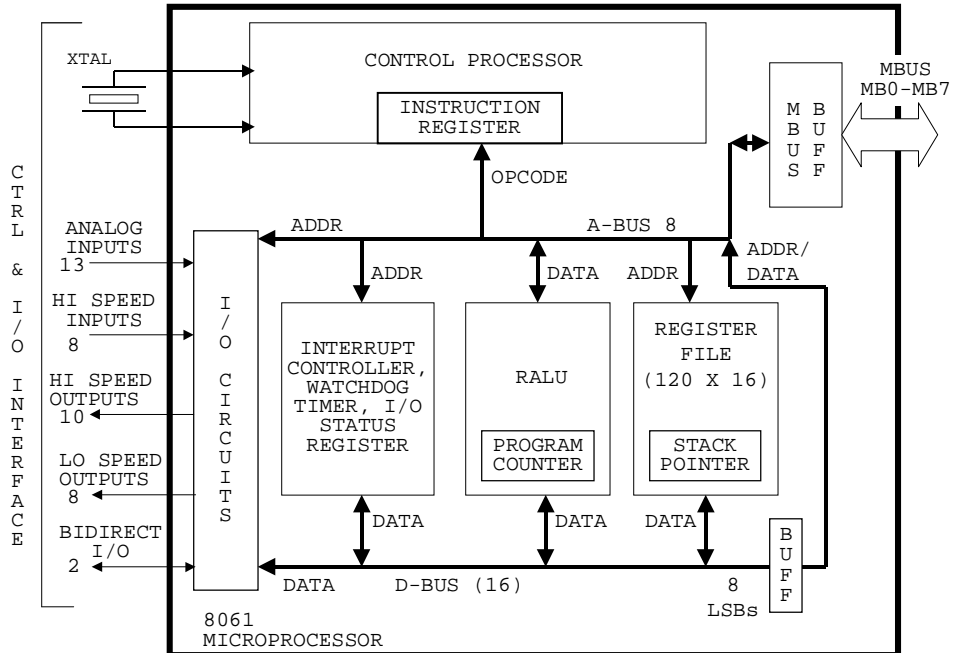 CTRL & I/O INTERFACE
XTAL
CONTROL PROCESSOR
INSTRUCTION
REGISTER
MBUS
BUFF
MBUS
MB0-MB7
OPCODE
ADDR
A-BUS 8
ADDR/
DATA
ANALOG
INPUTS
13
HI SPEED
INPUTS
8
HI SPEED
OUTPUTS
10
LO SPEED
OUTPUTS
8
BIDIRECT
I/O
2
I/O CIRCUITS
ADDR
DATA
ADDR
INTERRUPT
CONTROLLER,
WATCHDOG
TIMER, I/O
STATUS
REGISTER
RALU
PROGRAM
COUNTER
REGISTER
FILE
(120 X 16)
STACK
POINTER
DATA
DATA
DATA
DATA
D-BUS (16)
8
LSBs
BUFF
8061
MICROPROCESSOR